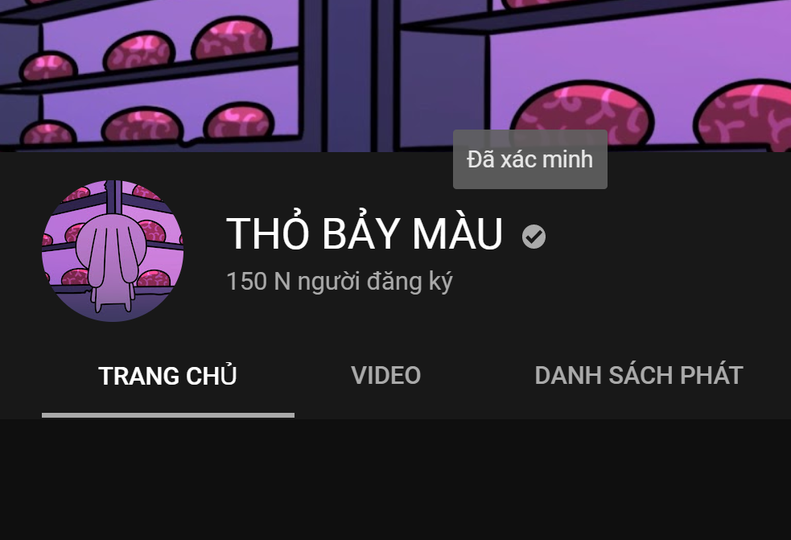 Đã xác minh
THỎ BẢY MÀU
150 N người đăng ký
TRANG CHỦ
VIDEO
DANH SÁCH PHÁT